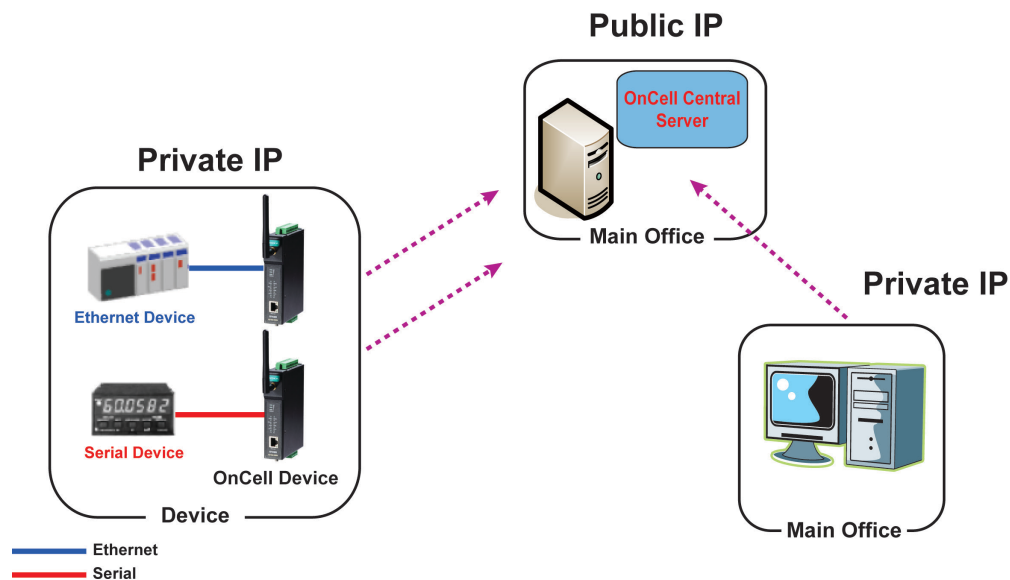 Public IP
OnCell Central
Server
Main Office
Private IP
Ethernet Device
60.0582
Serial Device
OnCell Device
Device
Private IP
Main Office
Ethernet
Serial